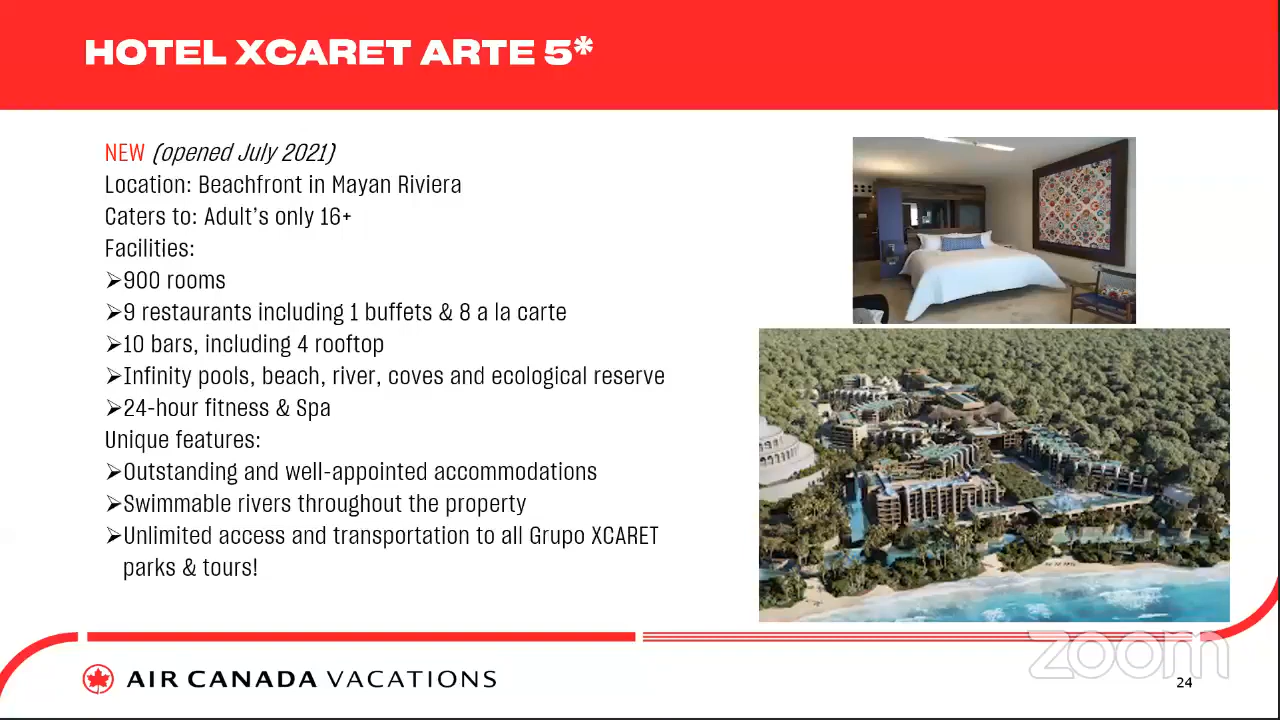 HOTEL XCARET ARTE 5*
NEW (opened July 2021)
Location: Beachfront in Mayan Riviera
Caters to: Adult's only 16+
Facilities:
➢900 rooms
➢9 restaurants including 1 buffets & 8 a la carte
➢10 bars, including 4 rooftop
➢Infinity pools, beach, river, coves and ecological reserve
➢24-hour fitness & Spa
Unique features:
➢Outstanding and well-appointed accommodations
➢Swimmable rivers throughout the property
➢Unlimited access and transportation to all Grupo XCARET
parks & tours!
AIR CANADA VACATIONS
zoom
24